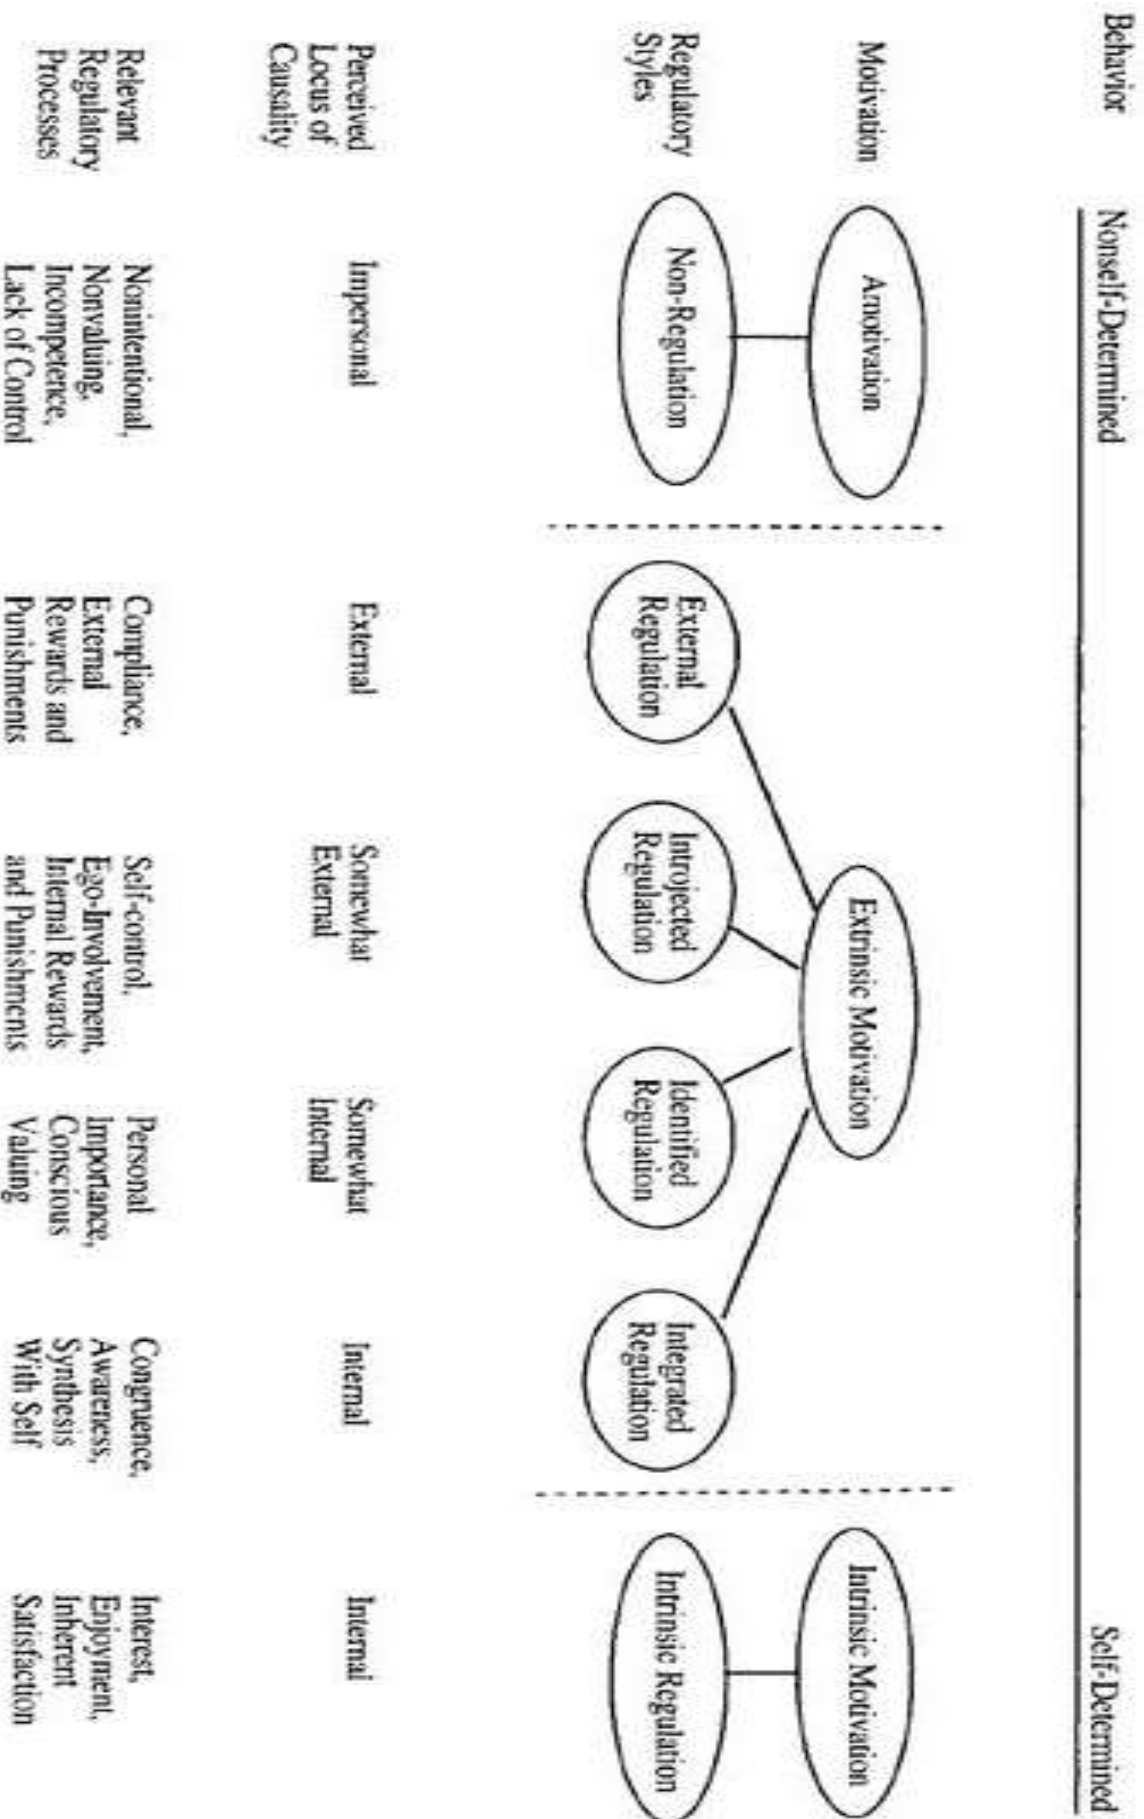 Behavior
Nonself-Determined
Self-Determined
Motivation
Amotivation
Extrinsic Motivation
Intrinsic Motivation
Regulatory
Styles
Non-Regulation
External
Regulation
Introjected
Regulation
Identified
Regulation
Integrated
Regulation
Intrinsic Regulation
Perceived
Locus of
Causality
Impersonal
External
Somewhat
External
Somewhat
Internal
Internal
Internal
Relevant
Regulatory
Processes
Nonintentional,
Nonvaluing,
Incompetence,
Lack of Control
Compliance,
External
Rewards and
Punishments
Self-control,
Ego-Involvement,
Internal Rewards
and Punishments
Personal
Importance,
Conscious
Valuing
Congruence,
Awareness,
Synthesis
With Self
Interest,
Enjoyment,
Inherent
Satisfaction